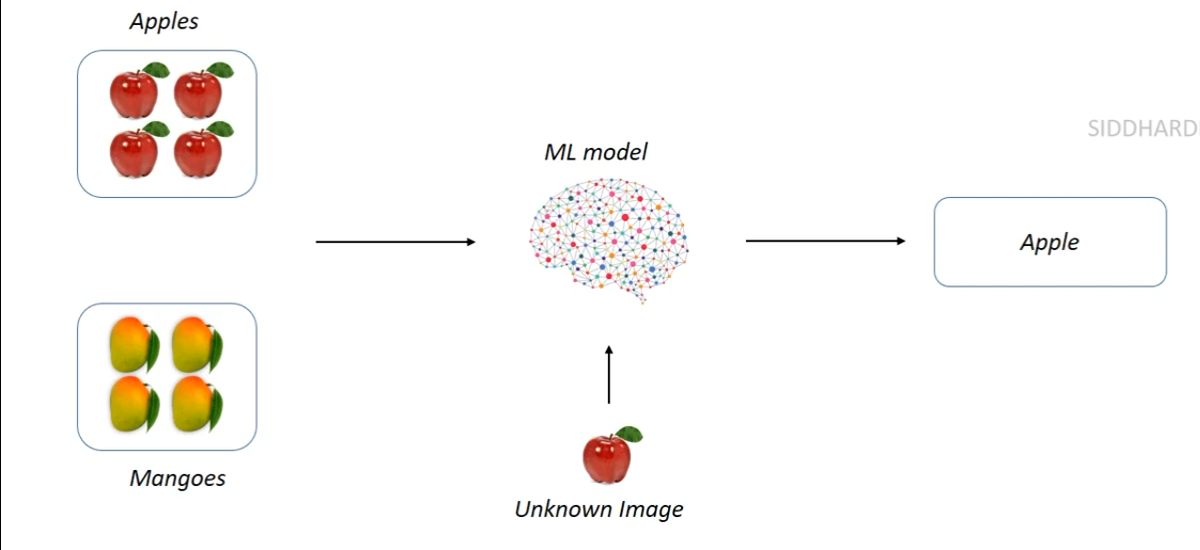 Apples
SIDDHARD
ML model
Apple
Mangoes
Unknown Image